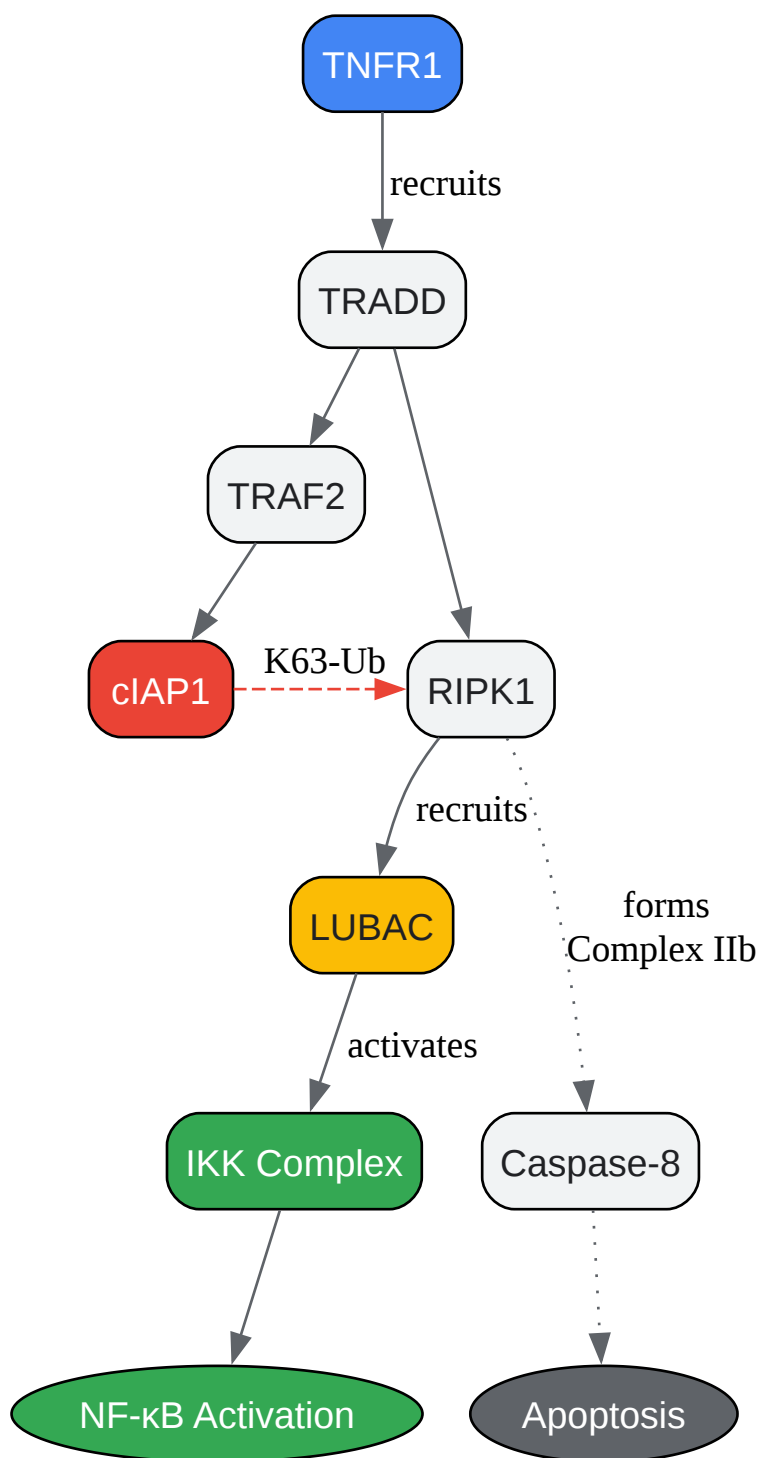 TNFR1
recruits
TRADD
TRAF2
K63-Ub
cIAP1
RIPK1
recruits
forms
LUBAC
Complex IIb
activates
IKK Complex
Caspase-8
NF-κB Activation
Apoptosis